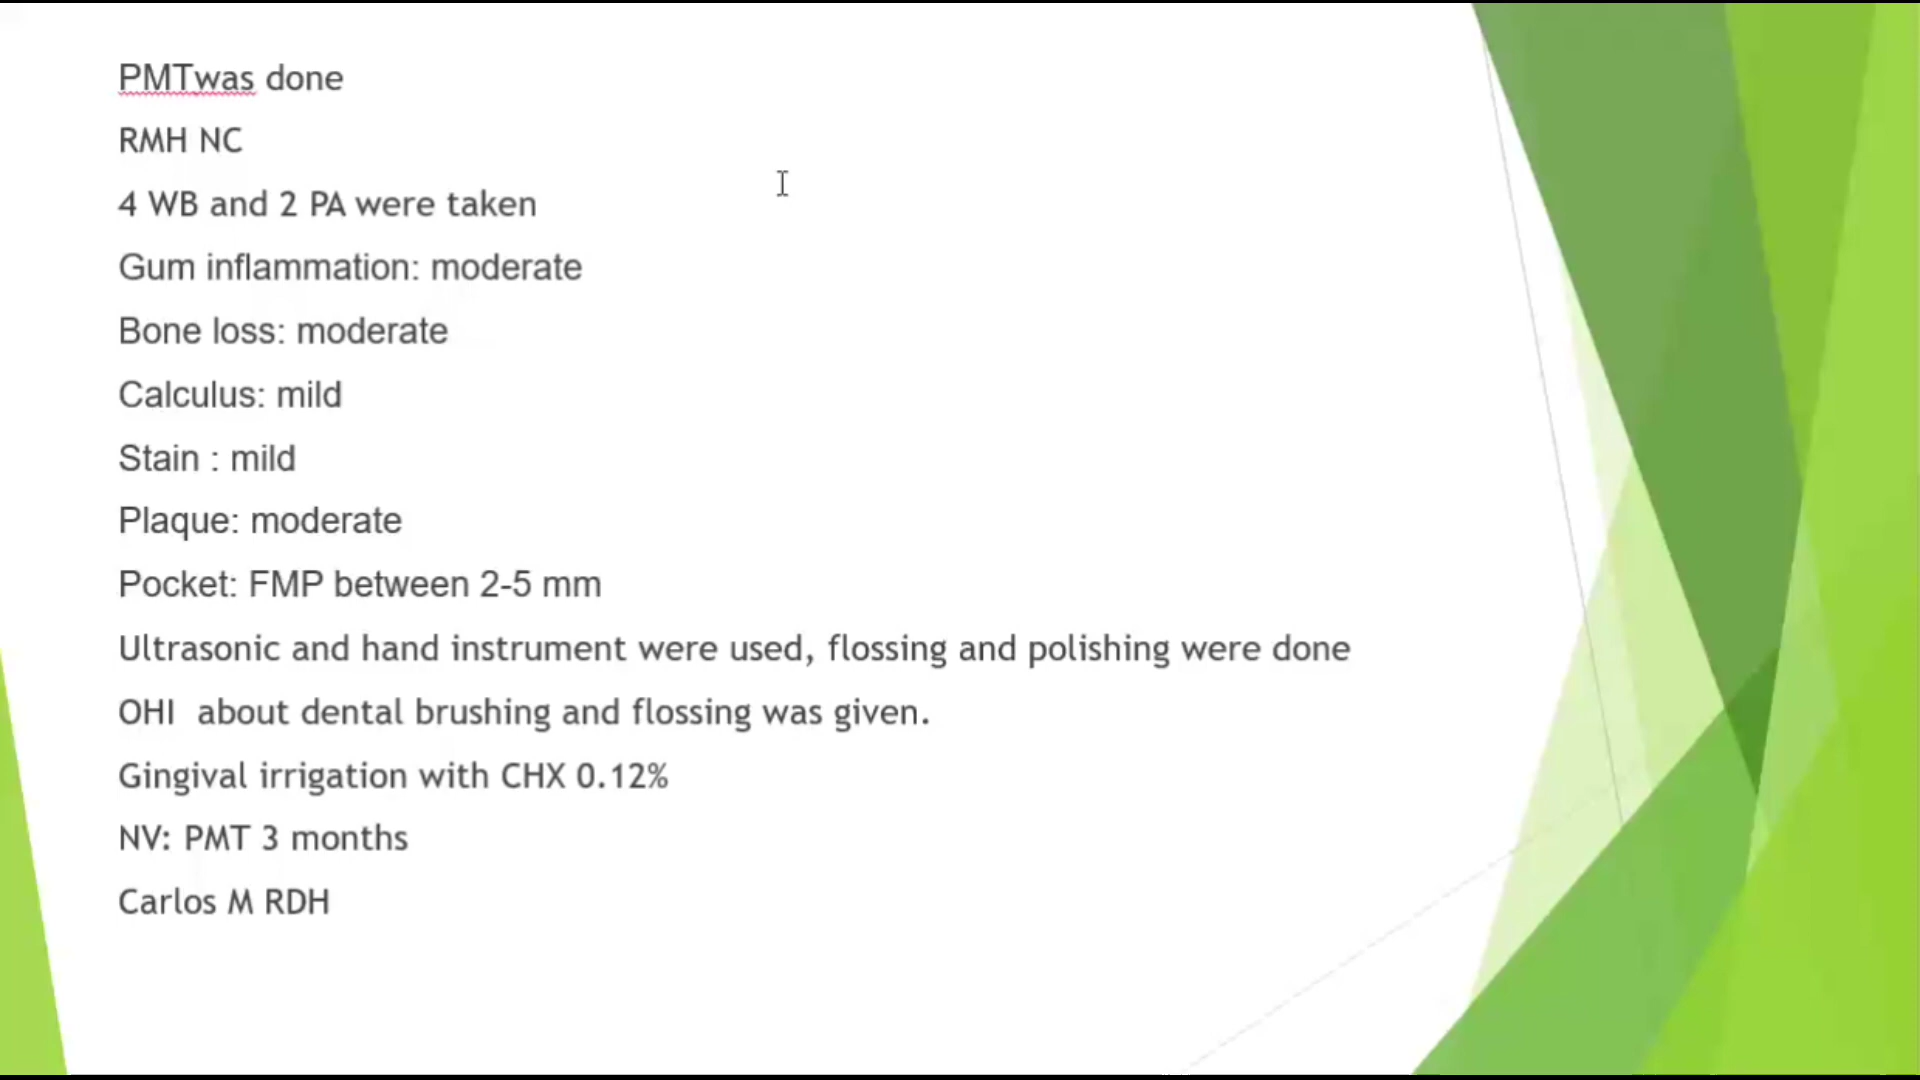 PMTwas done
RMH NC
4 WB and 2 PA were taken
Gum inflammation: moderate
Bone loss: moderate
Calculus: mild
Stain : mild
Plaque: moderate
Pocket: FMP between 2-5 mm
Ultrasonic and hand instrument were used, flossing and polishing were done
OHI  about dental brushing and flossing was given.
Gingival irrigation with CHX 0.12%
NV: PMT 3 months
Carlos M RDH